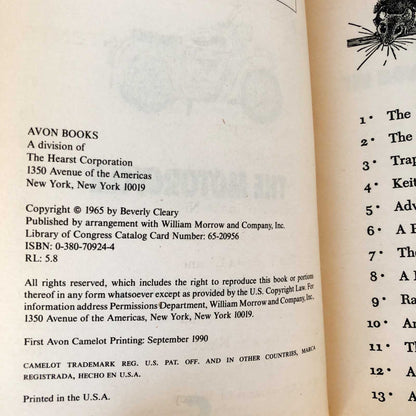 AVON BOOKS
A division of
The Hearst Corporation
1350 Avenue of the Americas
New York, New York 10019
Copyright © 1965 by Beverly Cleary
Published by arrangement with William Morrow and Company, Inc.
Library of Congress Catalog Card Number: 65-20956
ISBN: 0-380-70924-4
RL: 5.8
All rights reserved, which includes the right to reproduce this book or portions
thereof in any form whatsoever except as provided by the U.S. Copyright Law. For
information address Permissions Department, William Morrow and Company, Inc.,
1350 Avenue of the Americas, New York, New York 10019.
First Avon Camelot Printing: September 1990
CAMELOT TRADEMARK REG. U.S. PAT. OFF. AND IN OTHER COUNTRIES, MARCA
REGISTRADA, HECHO EN U.S.A.
Printed in the U.S.A.
1 · The
2 · The
3 · Trap
4 · Keit
5 · Adv
6 · A
7 · The
8 · A
9 · Ra
10 · An
11 · Th
12 · A
13 · A